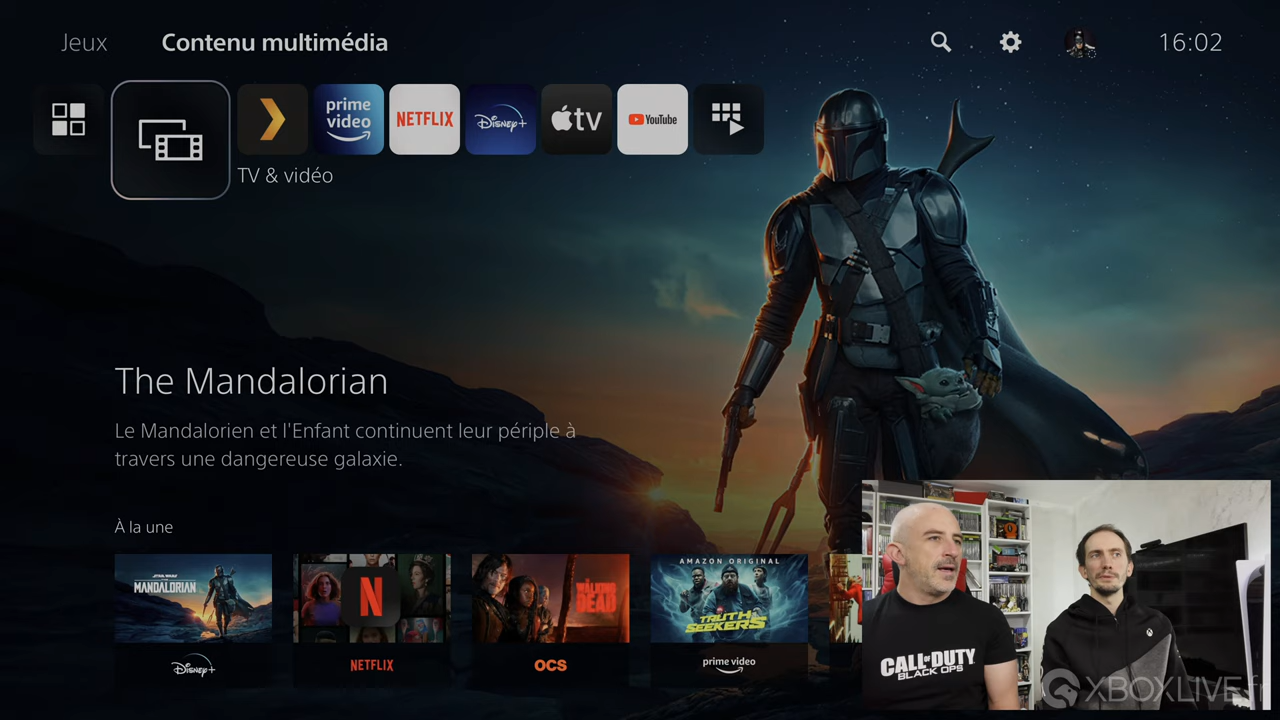 Jeux
Contenu multimédia
16:02
prime video
NETFLIX
Disney+
tv
YouTube
TV & vidéo
The Mandalorian
Le Mandalorien et l'Enfant continuent leur périple à
travers une dangereuse galaxie.
À la une
STAR WARS
MANDALORIAN
N
THE WALKING DEAD
AMAZON ORIGINAL
TRUTH SEEKERS
Disney+
NETFLIX
OCS
prime video
CALL OF DUTY
BLACK OPS
XBOXLIVE.fr